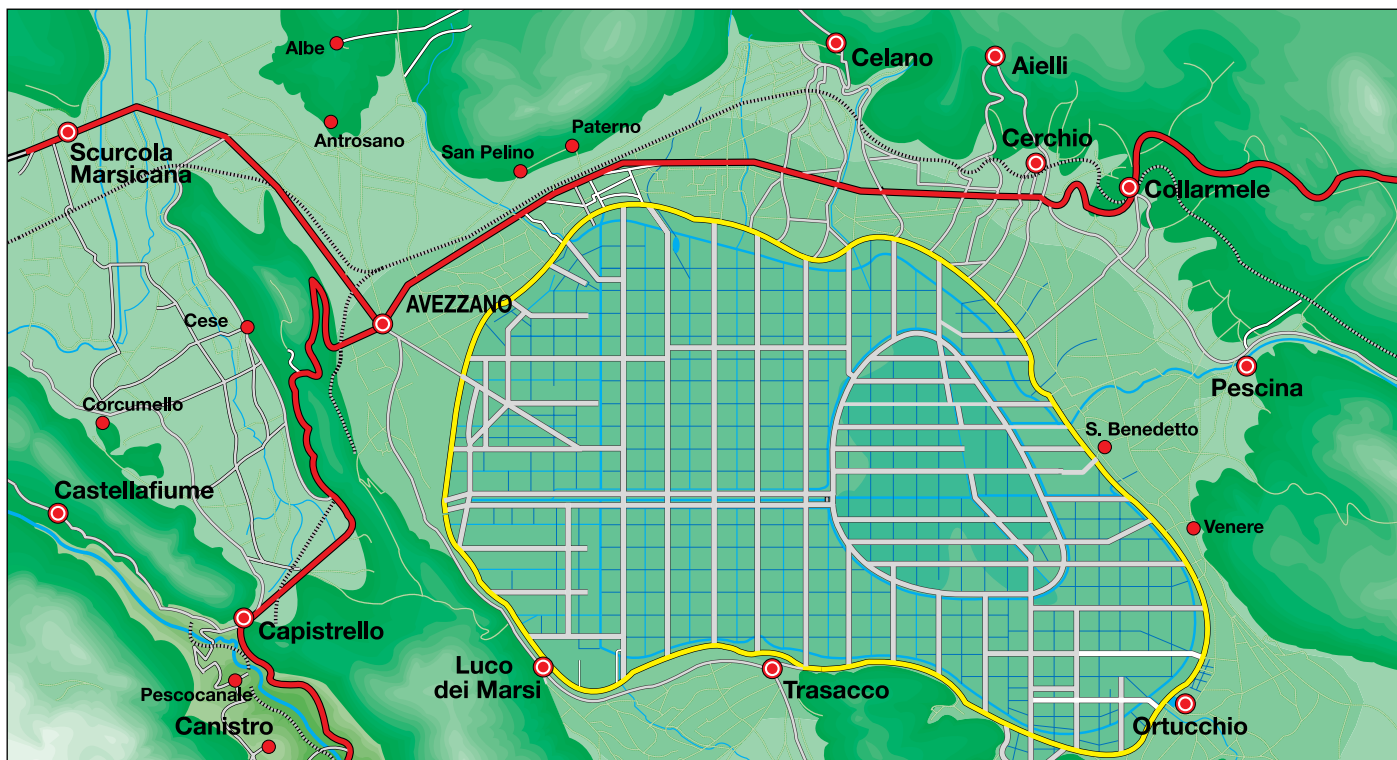 Albe
Celano
Aielli
Antrosano
Paterno
San Pelino
Scurcola
Marsicana
Cerchio
Collarmele
AVEZZANO
Cese
Pescina
Corcumello
S. Benedetto
Castellafiume
Venere
Capistrello
Luco
dei Marsi
Trasacco
Pescocanale
Canistro
Ortucchio